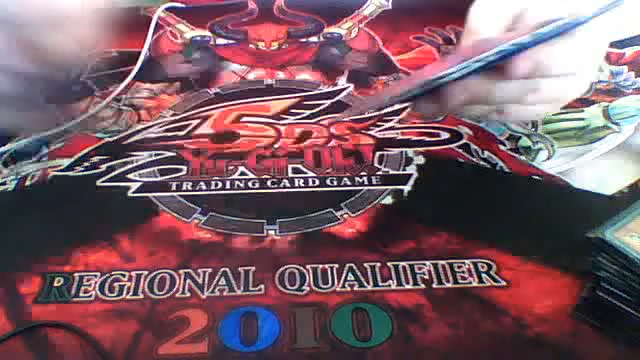 5D's
Yu-Gi-Oh!
TRADING CARD GAME
REGIONAL QUALIFIER
2010